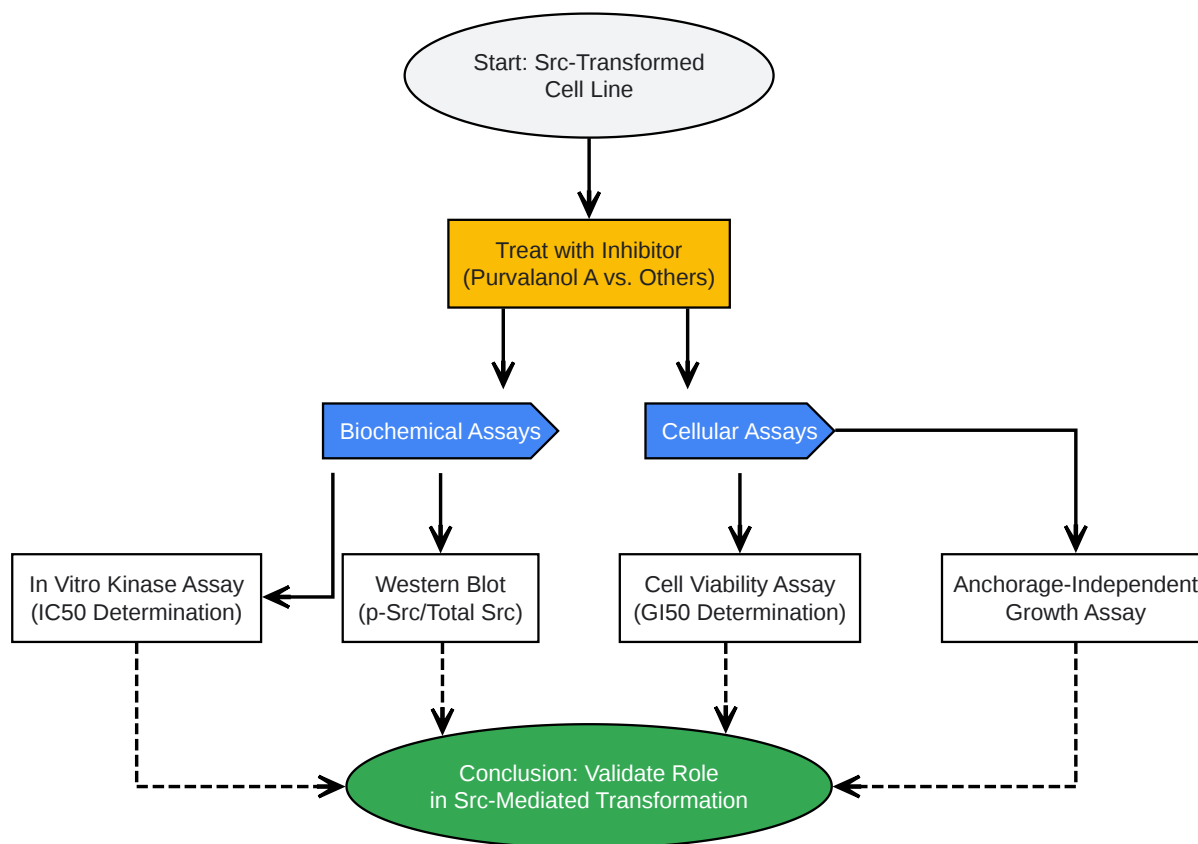 Start: Src-Transformed
Cell Line
Treat with Inhibitor
(Purvalanol A vs. Others)
Biochemical Assays
Cellular Assays
In Vitro Kinase Assay
(IC50 Determination)
Western Blot
(p-Src/Total Src)
Cell Viability Assay
(GI50 Determination)
Anchorage-Independent
Growth Assay
Conclusion: Validate Role
in Src-Mediated Transformation